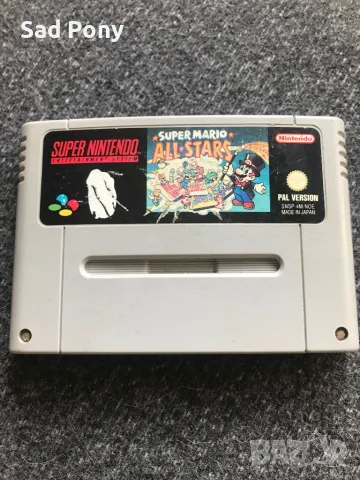 Sad Pony
SUPER NINTENDO
ENTERTAINMENT SYSTEM
SUPER MARIO
ALL·STARS
Nintendo
PAL VERSION
SNSP-4M-NOE
MADE IN JAPAN
BAZAR